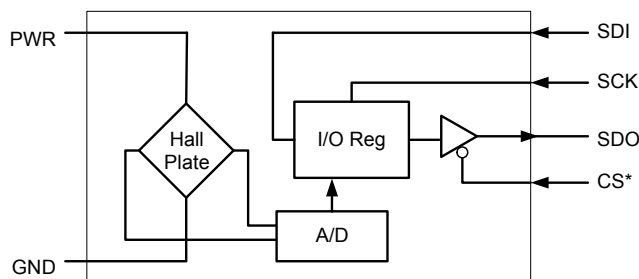 PWR
SDI
SCK
Hall
Plate
I/O Reg
SDO
CS*
A/D
GND